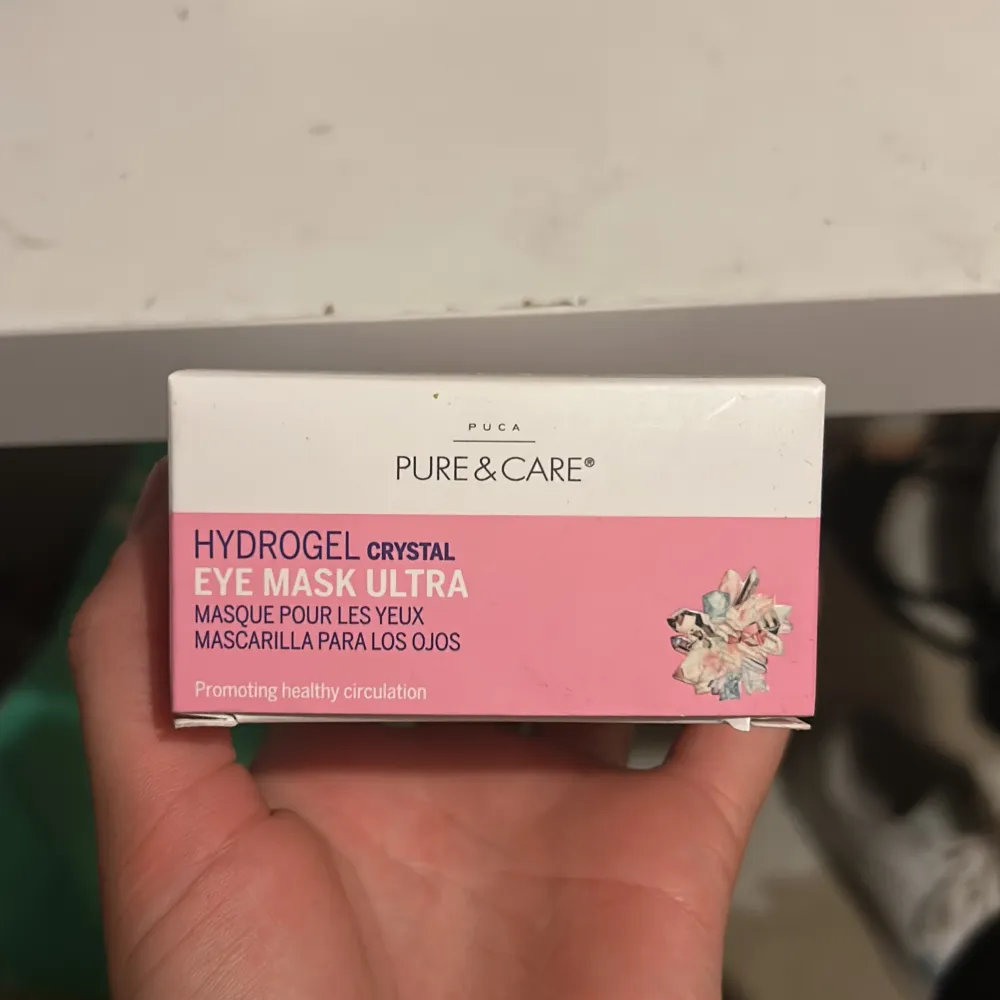 PUCA
PURE & CARE®
HYDROGEL CRYSTAL
EYE MASK ULTRA
MASQUE POUR LES YEUX
MASCARILLA PARA LOS OJOS
Promoting healthy circulation